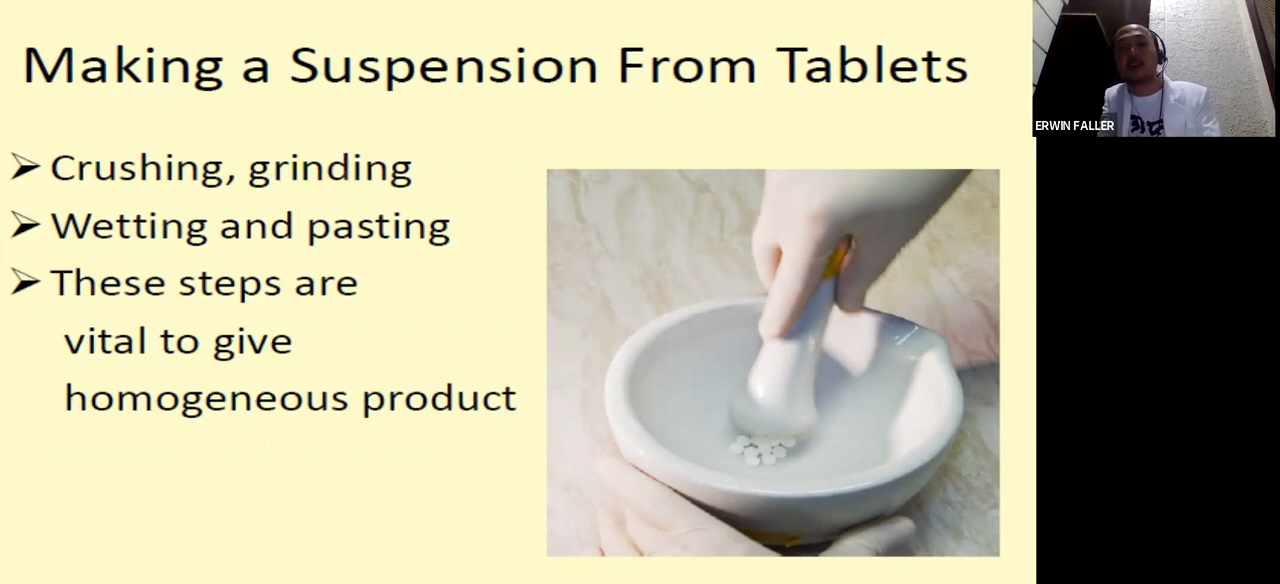 Making a Suspension From Tablets
➢ Crushing, grinding
➢ Wetting and pasting
➢ These steps are
vital to give
homogeneous product
ERWIN FALLER